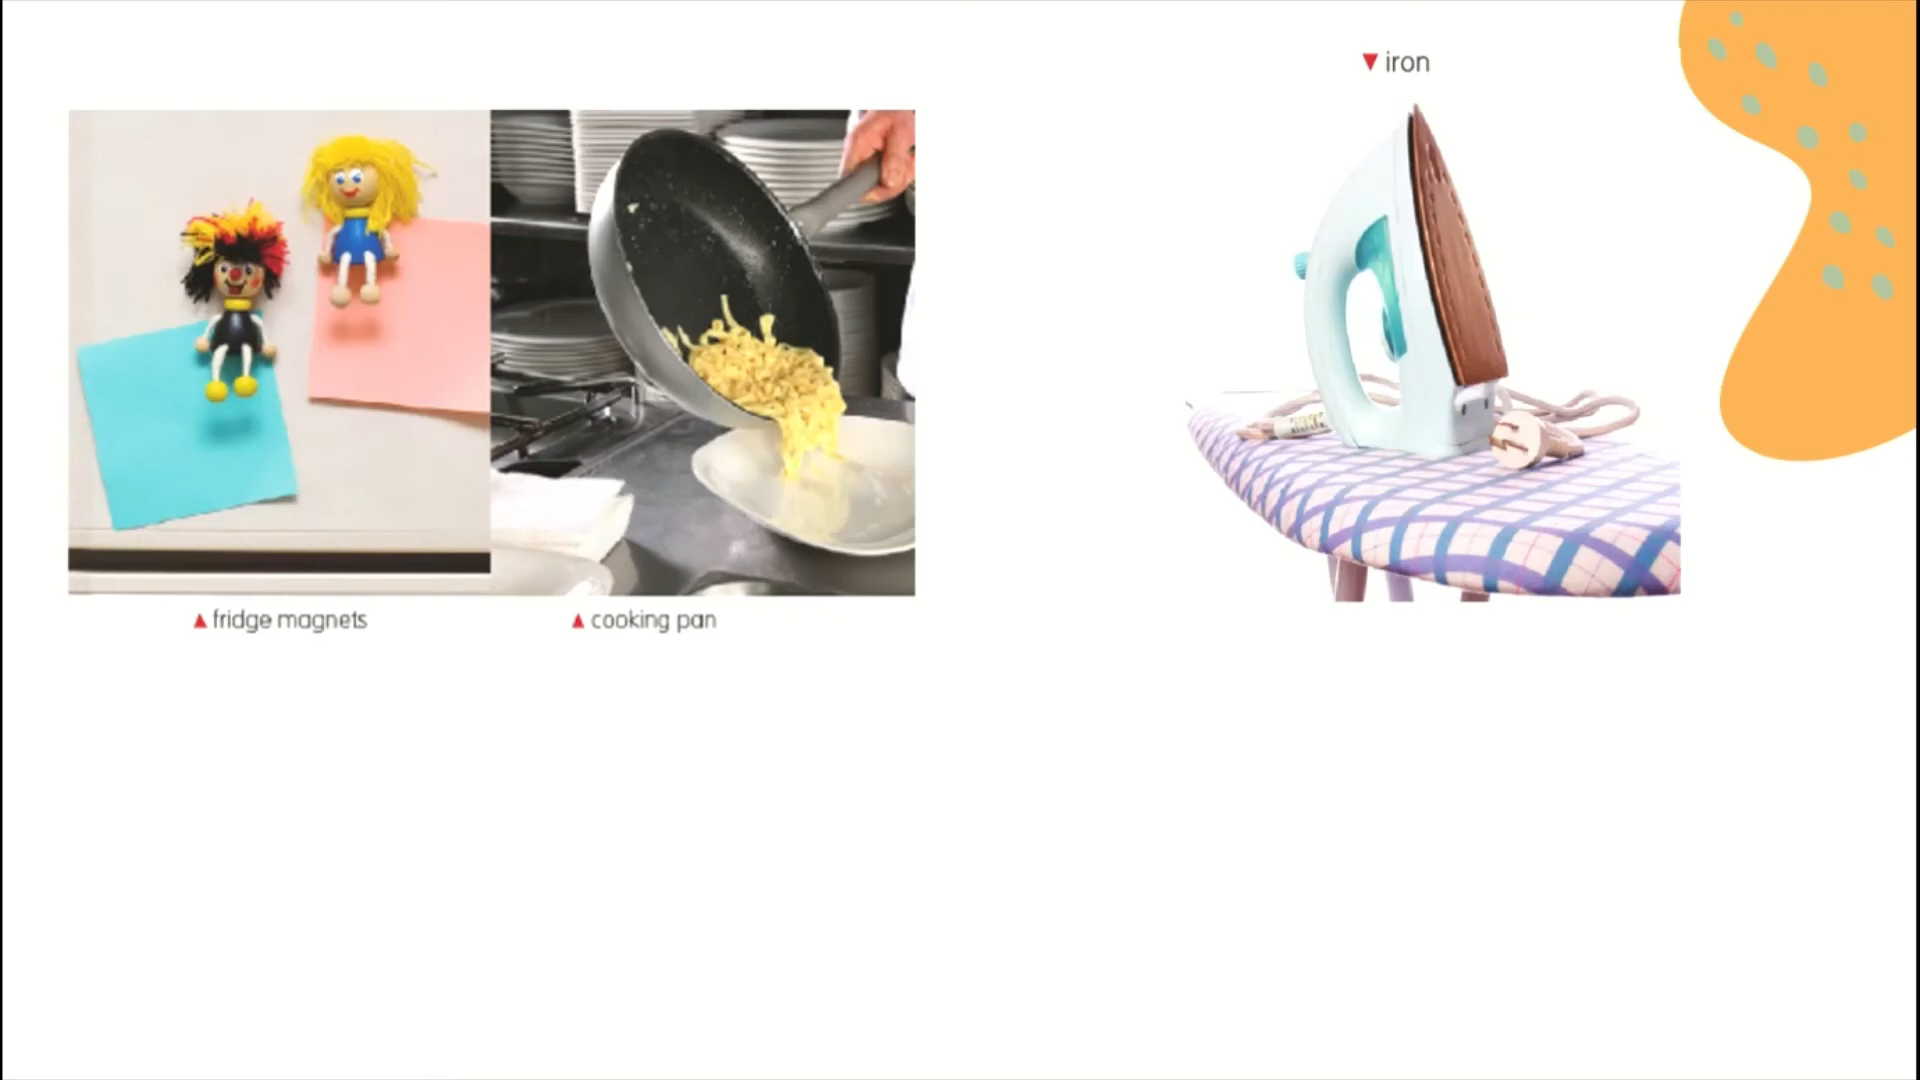 ▼ iron
▲ fridge magnets
▲ cooking pan